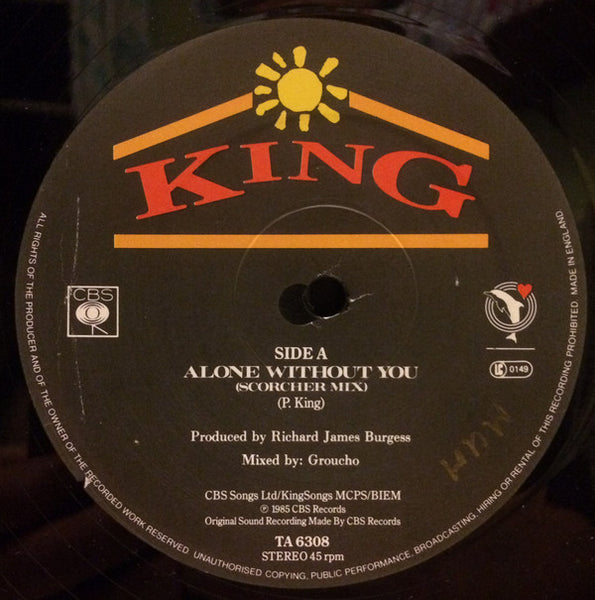 KING
CBS
LC 0149
SIDE A
ALONE WITHOUT YOU
(SCORCHER MIX)
(P. King)
Produced by Richard James Burgess
Mixed by: Groucho
CBS Songs Ltd/KingSongs MCPS/BIEM
℗ 1985 CBS Records
Original Sound Recording Made By CBS Records
TA 6308
STEREO 45 rpm
ALL RIGHTS OF THE PRODUCER AND OF THE OWNER OF THE RECORDED WORK RESERVED UNAUTHORISED COPYING, PUBLIC PERFORMANCE, BROADCASTING, HIRING OR RENTAL OF THIS RECORDING PROHIBITED. MADE IN ENGLAND